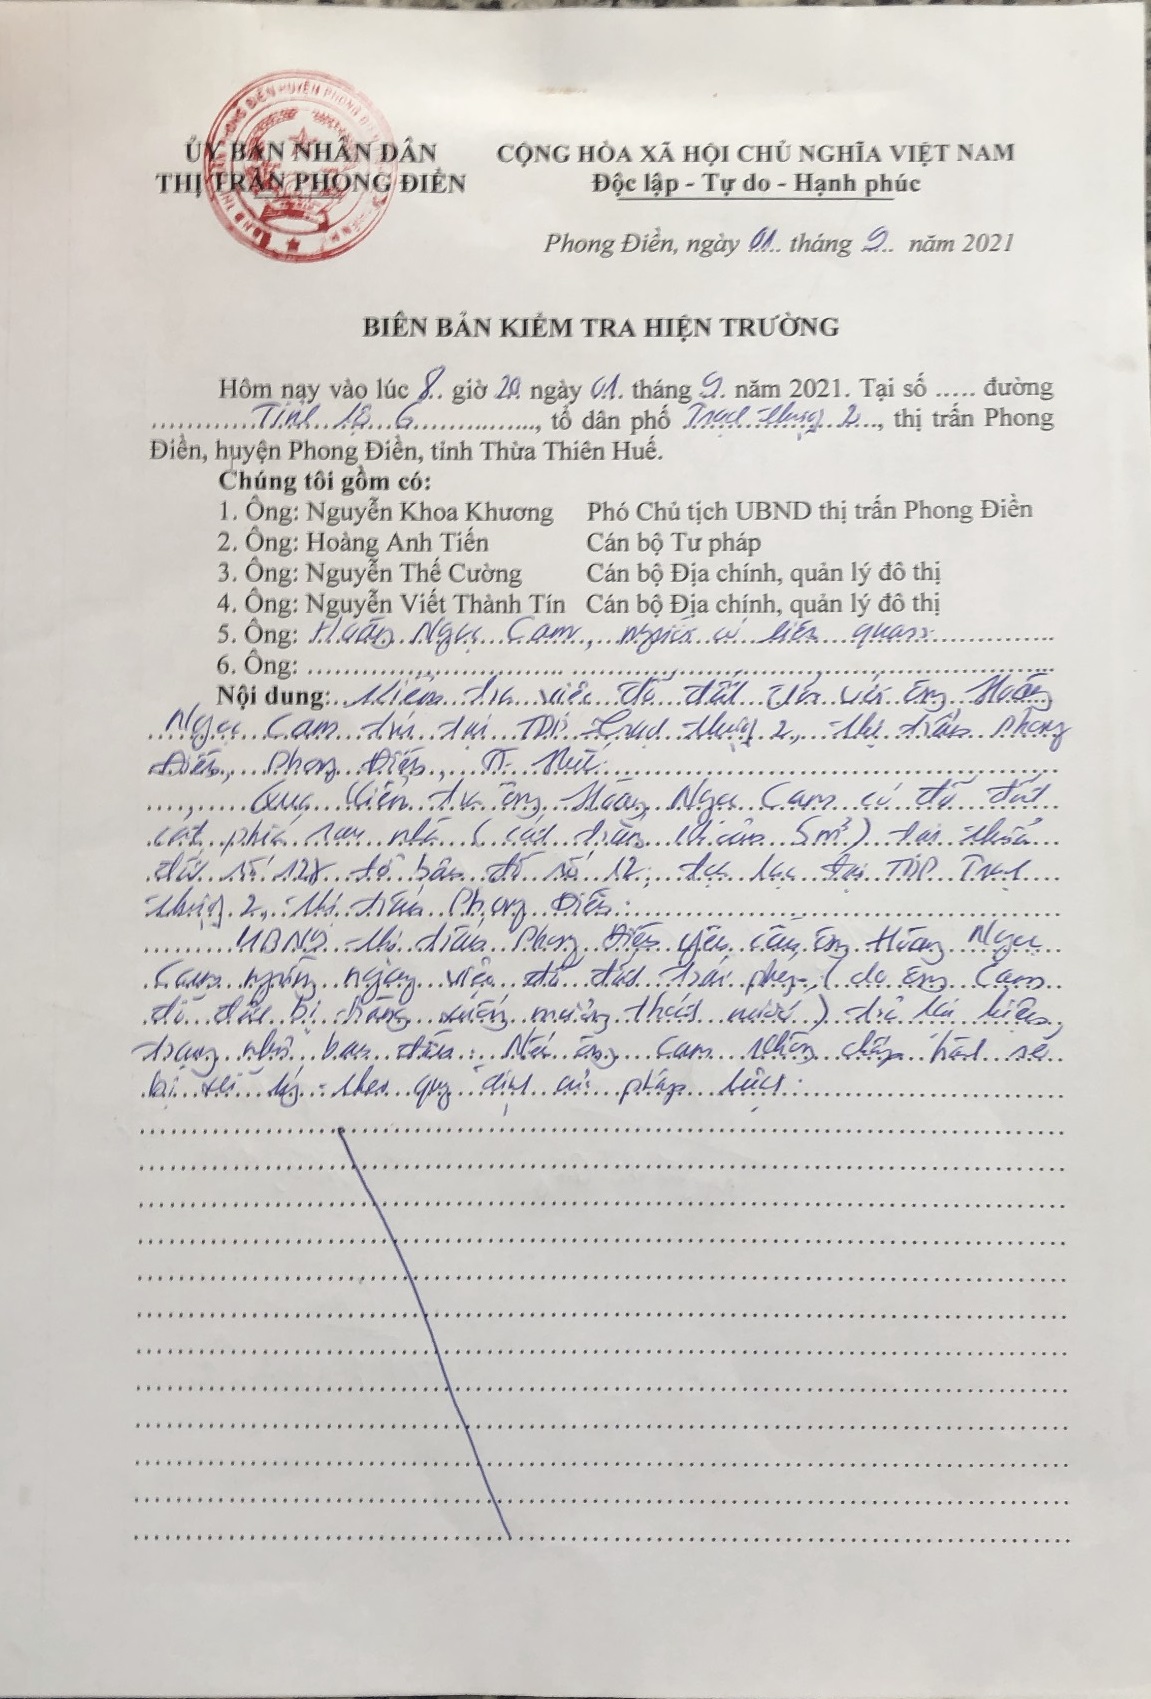 ỦY BAN NHÂN DÂN
THỊ TRẤN PHONG ĐIỀN
CỘNG HÒA XÃ HỘI CHỦ NGHĨA VIỆT NAM
Độc lập - Tự do - Hạnh phúc
Phong Điền, ngày 01 tháng 9 năm 2021
BIÊN BẢN KIỂM TRA HIỆN TRƯỜNG
Hôm nay vào lúc 8 giờ 20 ngày 01 tháng 9 năm 2021. Tại số ..... đường
Tỉnh lộ 6, tổ dân phố Trạch Thượng 2, thị trấn Phong
Điền, huyện Phong Điền, tỉnh Thừa Thiên Huế.
Chúng tôi gồm có:
1. Ông: Nguyễn Khoa Khương Phó Chủ tịch UBND thị trấn Phong Điền
2. Ông: Hoàng Anh Tiến Cán bộ Tư pháp
3. Ông: Nguyễn Thế Cường Cán bộ Địa chính, quản lý đô thị
4. Ông: Nguyễn Viết Thành Tín Cán bộ Địa chính, quản lý đô thị
5. Ông: Hoàng Ngọc Cam, người có liên quan
6. Ông:
Nội dung: Kiểm tra việc đổ đất đối với ông Hoàng
Ngọc Cam trú tại TDP Trạch Thượng 2, thị trấn Phong
Điền, Phong Điền, TT Huế.
Qua kiểm tra ông Hoàng Ngọc Cam có đổ đất
cát phía sau nhà ( 5m³ ) tại thửa
đất số 128 tờ bản đồ số 12, tọa lạc tại TDP Trạch
Thượng 2, thị trấn Phong Điền.
UBND thị trấn Phong Điền yêu cầu ông Hoàng Ngọc
Cam ngừng ngay việc đổ đất trái phép ( do ông Cam
đổ đất bị tràn xuống mương thoát nước ) trả lại hiện
trạng như ban đầu. Nếu ông Cam không chấp hành sẽ
bị xử lý theo quy định của pháp luật.